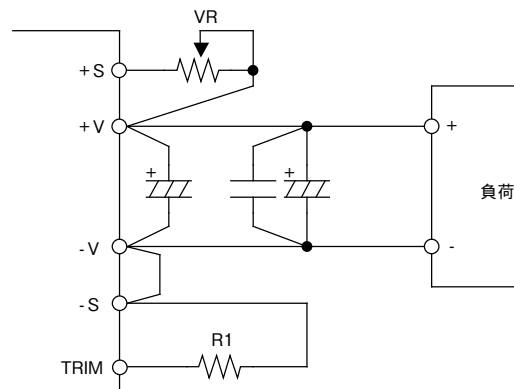 VR
+S
+V
+
+
+
負荷
-V
-
-S
R1
TRIM